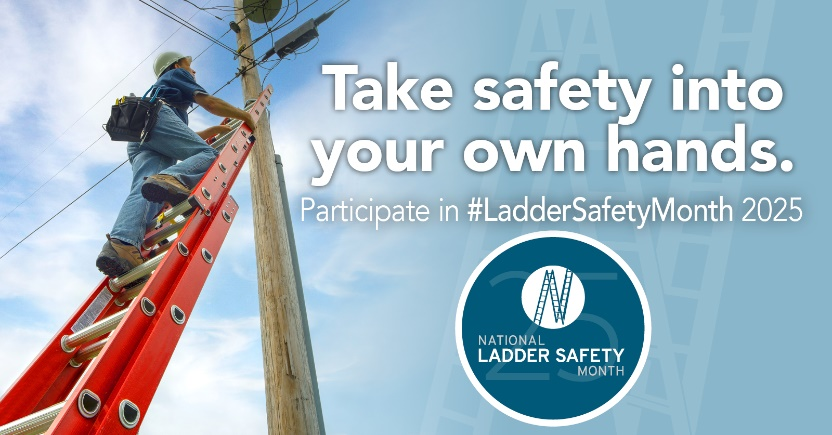 Take safety into
your own hands.
Participate in #LadderSafetyMonth 2025
25
NATIONAL
LADDER SAFETY
MONTH